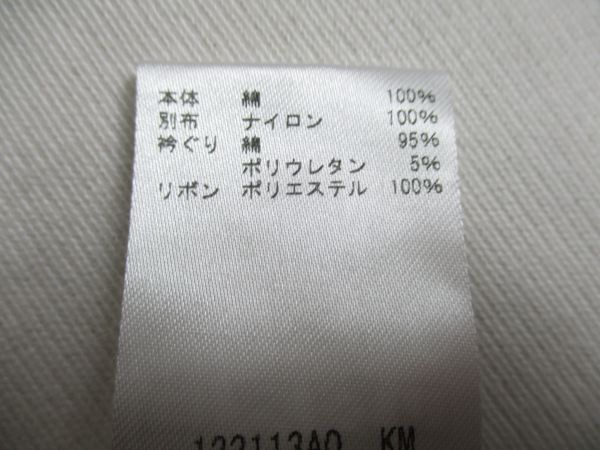 本体 綿 100%
別布 ナイロン 100%
衿ぐり 綿 95%
ポリウレタン 5%
リボン ポリエステル 100%
KM